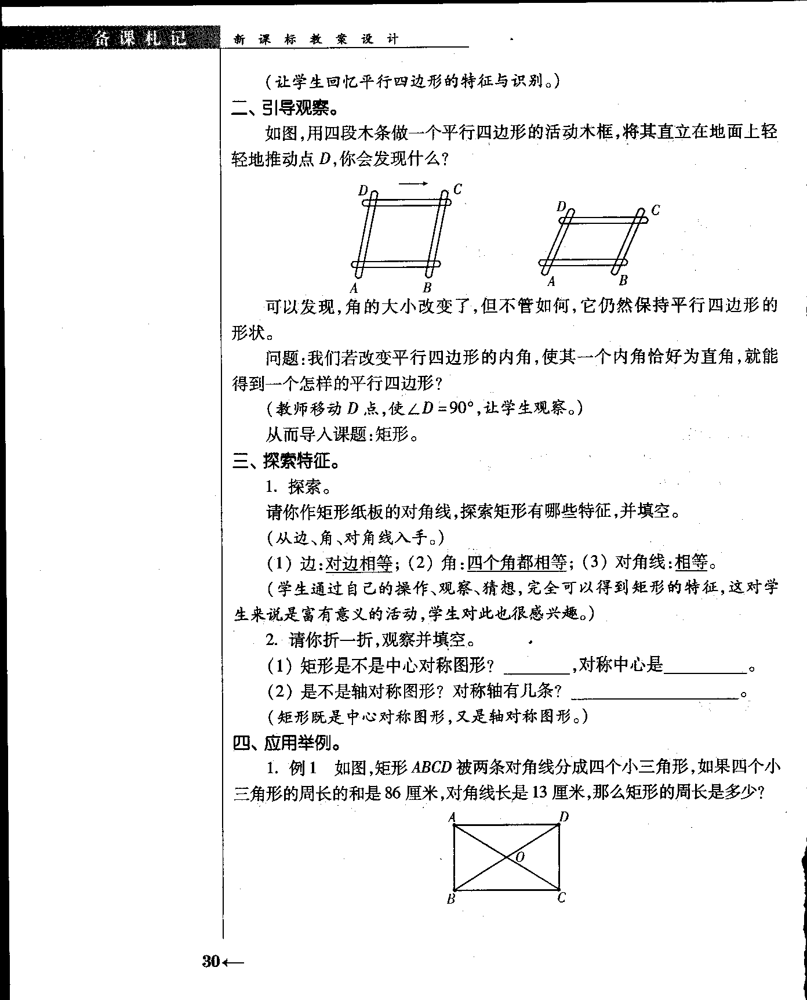 备课札记
新课标教案设计
(让学生回忆平行四边形的特征与识别。)
二、引导观察。
如图,用四段木条做一个平行四边形的活动木框,将其直立在地面上轻
轻地推动点 D,你会发现什么?
D C
D C
A B
A B
可以发现,角的大小改变了,但不管如何,它仍然保持平行四边形的
形状。
问题:我们若改变平行四边形的内角,使其一个内角恰好为直角,就能
得到一个怎样的平行四边形?
(教师移动 D 点,使∠D=90°,让学生观察。)
从而导入课题:矩形。
三、探索特征。
1. 探索。
请你作矩形纸板的对角线,探索矩形有哪些特征,并填空。
(从边、角、对角线入手。)
(1) 边:对边相等; (2) 角:四个角都相等; (3) 对角线:相等。
(学生通过自己的操作、观察、猜想,完全可以得到矩形的特征,这对学
生来说是富有意义的活动,学生对此也很感兴趣。)
2. 请你折一折,观察并填空。
(1) 矩形是不是中心对称图形? ________,对称中心是__________。
(2) 是不是轴对称图形? 对称轴有几条? ____________________。
(矩形既是中心对称图形,又是轴对称图形。)
四、应用举例。
1. 例1 如图,矩形 ABCD 被两条对角线分成四个小三角形,如果四个小
三角形的周长的和是 86 厘米,对角线长是 13 厘米,那么矩形的周长是多少?
A D
O
B C
30←